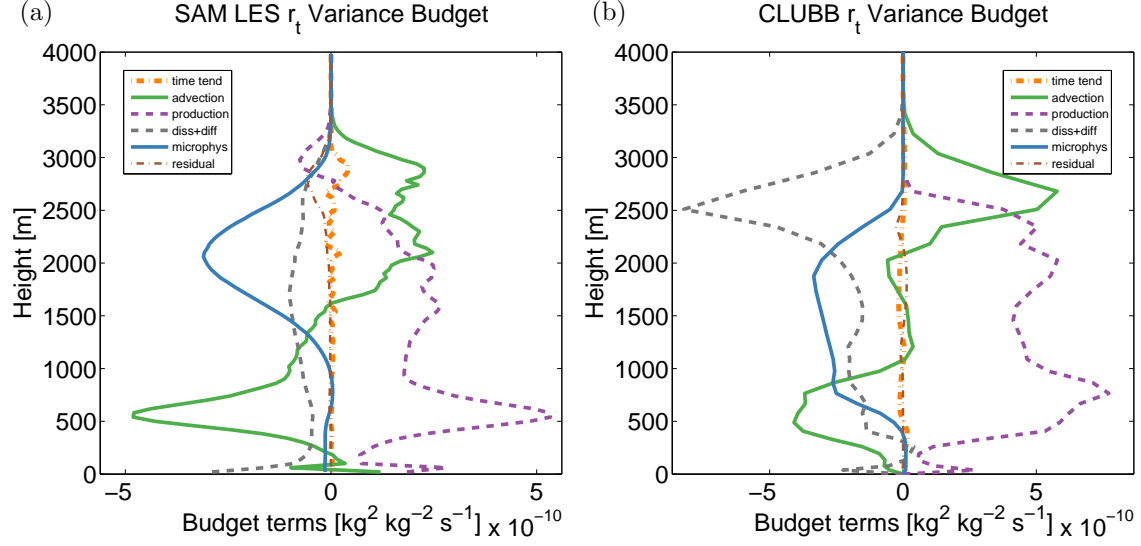 (a)
SAM LES r_t Variance Budget
4000
3500
3000
2500
2000
1500
1000
500
0
Height [m]
time tend
advection
production
diss+diff
microphys
residual
−5
0
5
Budget terms [kg² kg⁻² s⁻¹] x 10⁻¹⁰
(b)
CLUBB r_t Variance Budget
4000
3500
3000
2500
2000
1500
1000
500
0
Height [m]
time tend
advection
production
diss+diff
microphys
residual
−5
0
5
Budget terms [kg² kg⁻² s⁻¹] x 10⁻¹⁰